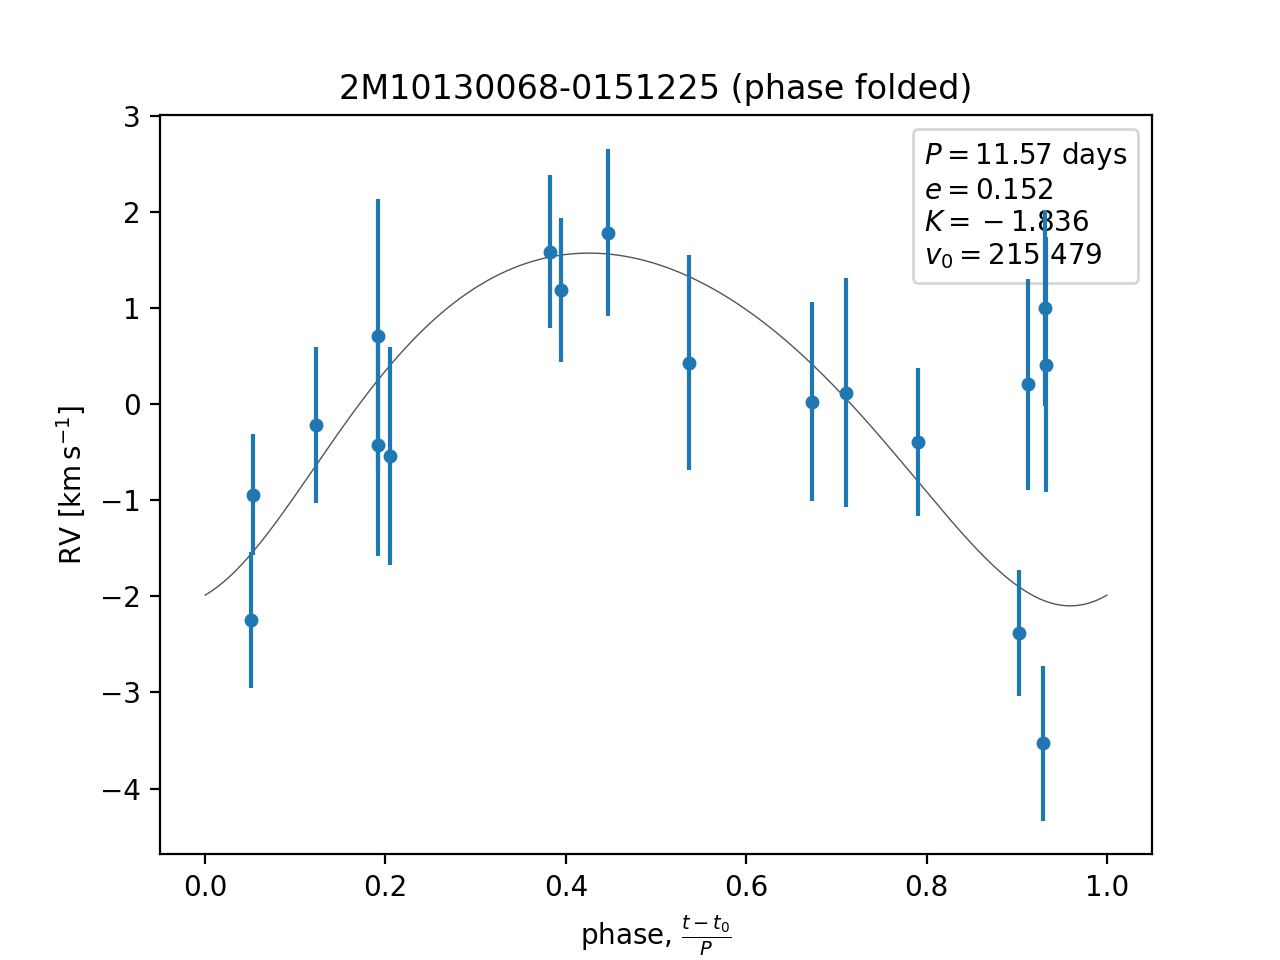 2M10130068-0151225 (phase folded)
P = 11.57 days
e = 0.152
K = −1.836
v₀ = 215.479
3
2
1
0
−1
−2
−3
−4
RV [km s⁻¹]
0.0 0.2 0.4 0.6 0.8 1.0
phase, (t − t₀)/P